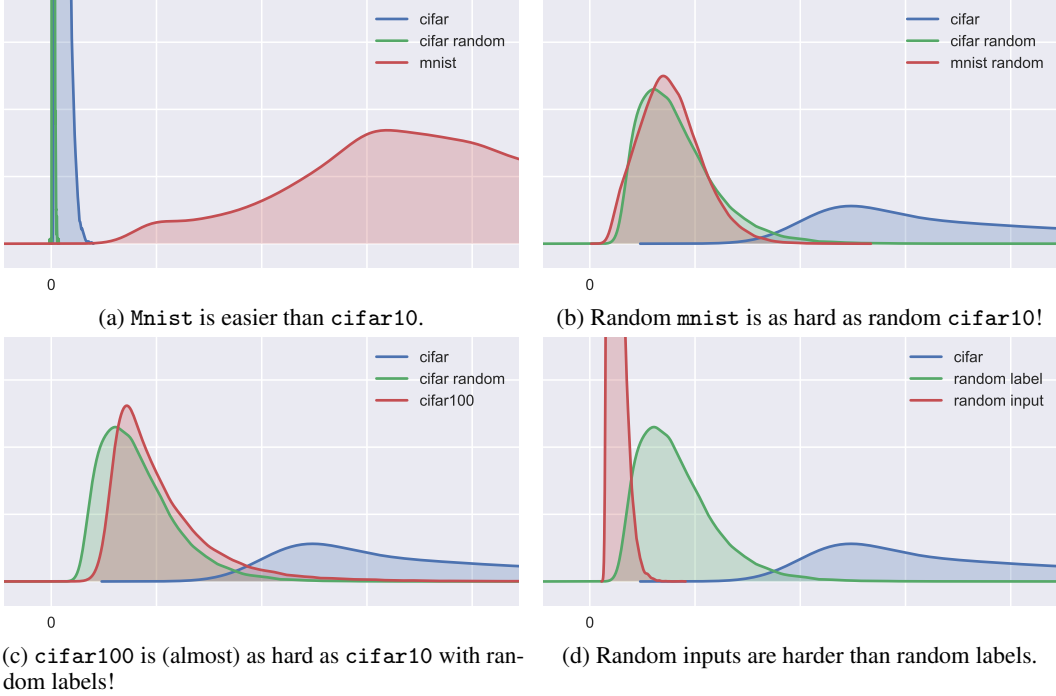 cifar
cifar random
mnist
0
(a) Mnist is easier than cifar10.
cifar
cifar random
mnist random
0
(b) Random mnist is as hard as random cifar10!
cifar
cifar random
cifar100
0
(c) cifar100 is (almost) as hard as cifar10 with ran-
dom labels!
cifar
random label
random input
0
(d) Random inputs are harder than random labels.